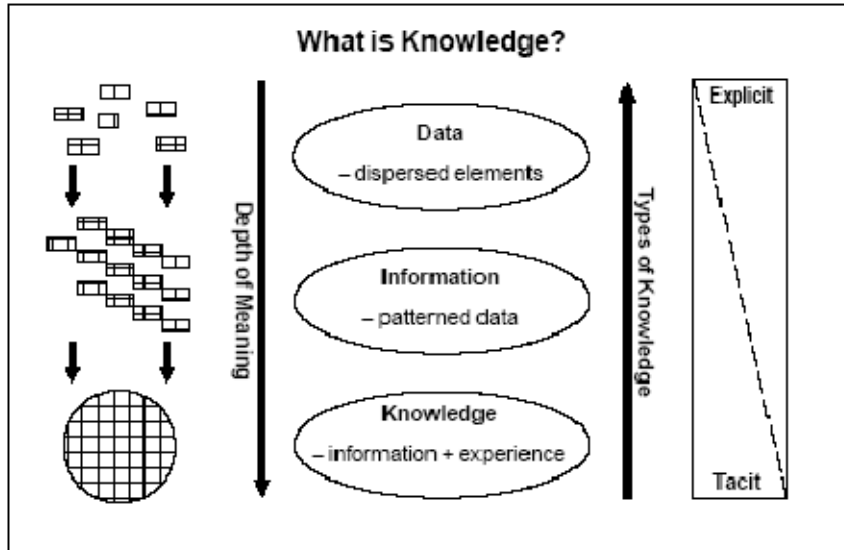 What is Knowledge?
Data
– dispersed elements
Information
– patterned data
Knowledge
– information + experience
Depth of Meaning
Types of Knowledge
Explicit
Tacit